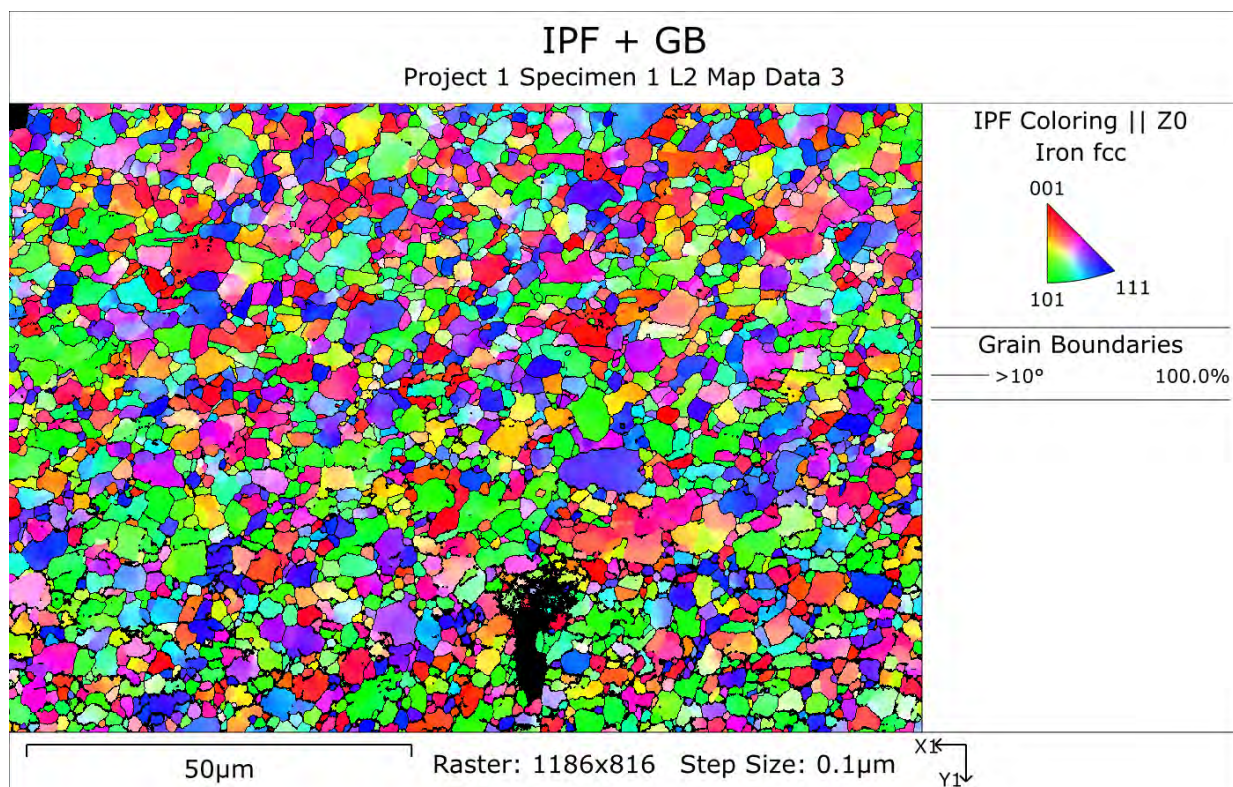 IPF + GB
Project 1 Specimen 1 L2 Map Data 3
IPF Coloring || Z0
Iron fcc
001
101
111
Grain Boundaries
>10° 100.0%
50µm
Raster: 1186x816 Step Size: 0.1µm
X1
Y1